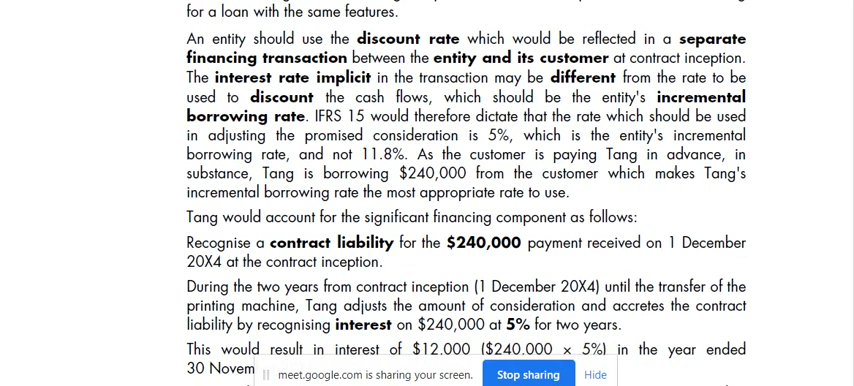 for a loan with the same features.
An entity should use the discount rate which would be reflected in a separate
financing transaction between the entity and its customer at contract inception.
The interest rate implicit in the transaction may be different from the rate to be
used to discount the cash flows, which should be the entity's incremental
borrowing rate. IFRS 15 would therefore dictate that the rate which should be used
in adjusting the promised consideration is 5%, which is the entity's incremental
borrowing rate, and not 11.8%. As the customer is paying Tang in advance, in
substance, Tang is borrowing $240,000 from the customer which makes Tang's
incremental borrowing rate the most appropriate rate to use.
Tang would account for the significant financing component as follows:
Recognise a contract liability for the $240,000 payment received on 1 December
20X4 at the contract inception.
During the two years from contract inception (1 December 20X4) until the transfer of the
printing machine, Tang adjusts the amount of consideration and accretes the contract
liability by recognising interest on $240,000 at 5% for two years.
This would result in interest of $12,000 ($240,000 × 5%) in the year ended
30 Novem
meet.google.com is sharing your screen. Stop sharing Hide